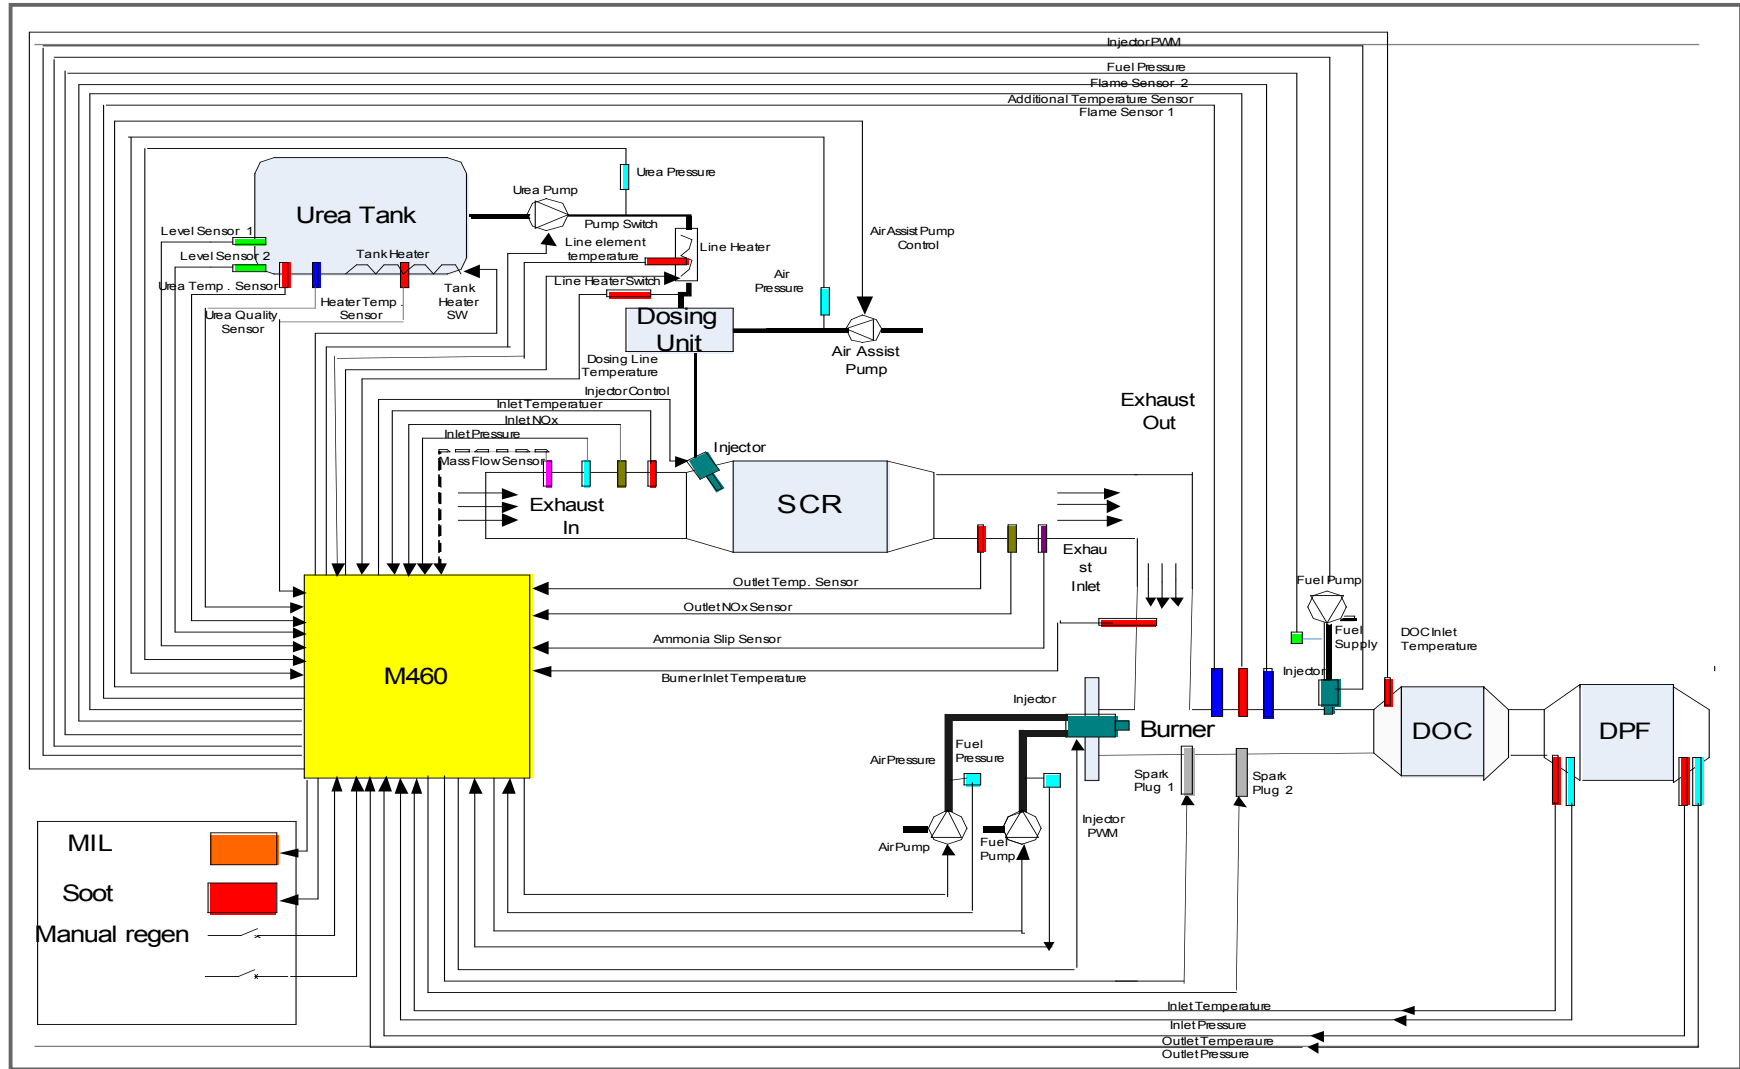 Injector PWM
Fuel Pressure
Flame Sensor 2
Additional Temperature Sensor
Flame Sensor 1
Urea Pressure
Urea Pump
Urea Tank
Pump Switch
Level Sensor 1
Air Assist Pump
Control
Line element
temperature
Line Heater
Level Sensor 2
Tank Heater
Urea Temp. Sensor
Line Heater Switch
Air
Pressure
Tank
Heater
SW
Heater Temp.
Sensor
Urea Quality
Sensor
Dosing
Unit
Air Assist
Pump
Dosing Line
Temperature
Injector Control
Exhaust
Out
Inlet Temperatuer
Inlet NOx
Inlet Pressure
Injector
Mass Flow Sensor
Exhaust
In
SCR
Exhau
st
Inlet
Outlet Temp. Sensor
Fuel Pump
Outlet NOx Sensor
Fuel
Supply
DOC Inlet
Temperature
Ammonia Slip Sensor
M460
Burner Inlet Temperature
Injector
Injector
Burner
DOC
DPF
Air Pressure
Fuel
Pressure
Spark
Plug 1
Spark
Plug 2
Injector
PWM
MIL
Air Pump
Fuel
Pump
Soot
Manual regen
Inlet Temperature
Inlet Pressure
Outlet Temperaure
Outlet Pressure